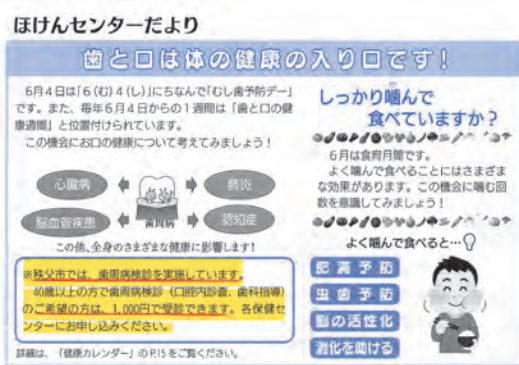 ほけんセンターだより
歯と口は体の健康の入り口です！
6月4日は「6（む）4（し）」にちなんで「むし歯予防デー」
です。また、毎年6月4日からの1週間は「歯と口の健
康週間」と位置付けられています。
この機会にお口の健康について考えてみましょう！
心臓病
肺炎
歯周病
脳血管疾患
認知症
この他、全身のさまざまな健康に影響します！
※秩父市では、歯周病検診を実施しています。
40歳以上の方で歯周病検診（口腔内診査、歯科指導）
のご希望の方は、1,000円で受診できます。各保健セ
ンターにお申し込みください。
詳細は、「健康カレンダー」のP.15をご覧ください。
しっかり噛んで
食べていますか？
6月は食育月間です。
よく噛んで食べることにはさまざま
な効果があります。この機会に噛む回
数を意識してみましょう！
よく噛んで食べると…
肥満予防
虫歯予防
脳の活性化
消化を助ける